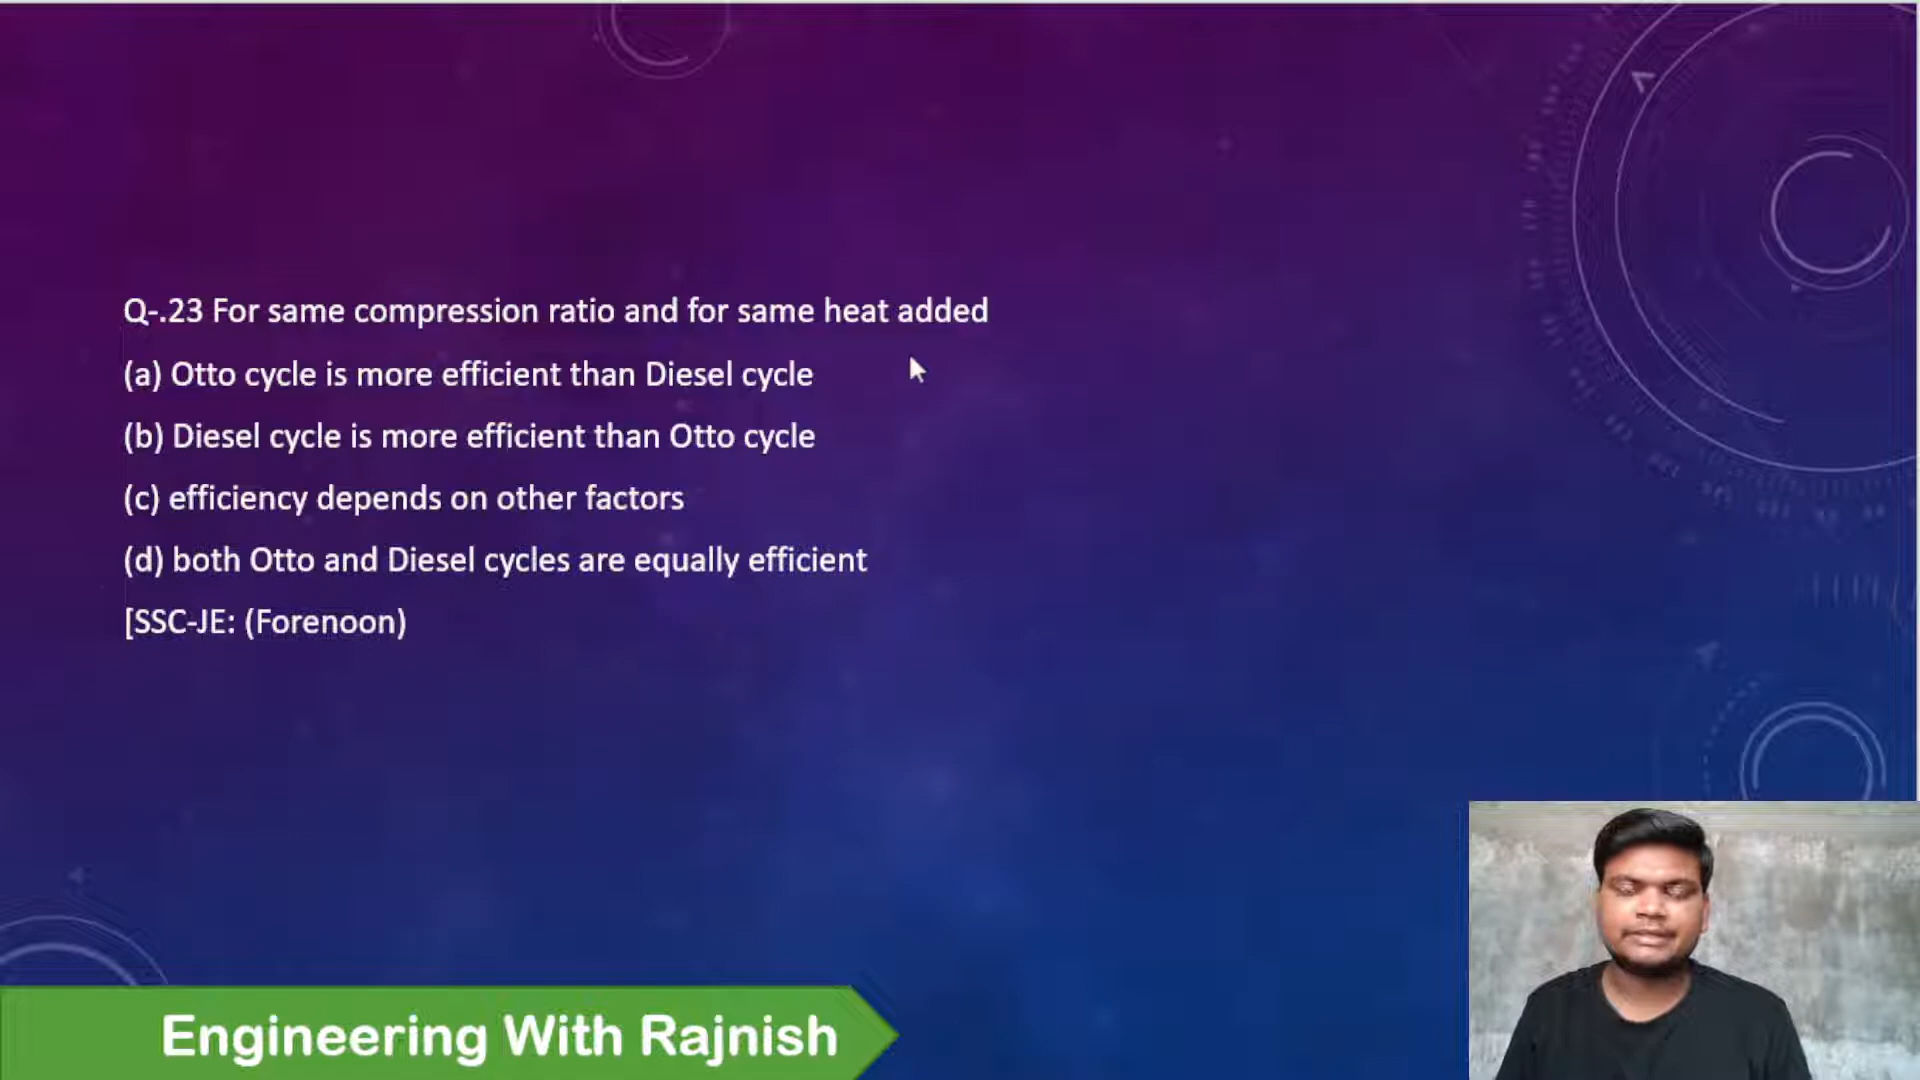 Q-.23 For same compression ratio and for same heat added
(a) Otto cycle is more efficient than Diesel cycle
(b) Diesel cycle is more efficient than Otto cycle
(c) efficiency depends on other factors
(d) both Otto and Diesel cycles are equally efficient
[SSC-JE: (Forenoon)
Engineering With Rajnish